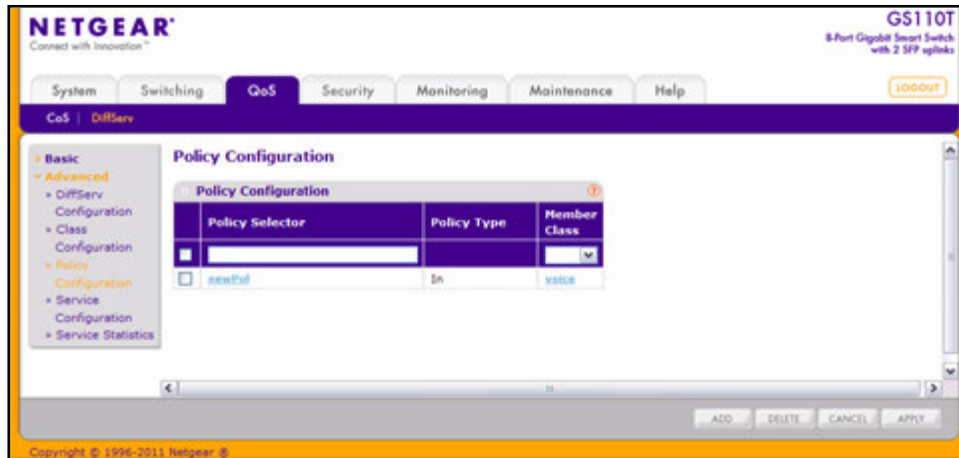 NETGEAR®
Connect with Innovation™
GS110T
8-Port Gigabit Smart Switch
with 2 SFP uplinks
System Switching QoS Security Monitoring Maintenance Help LOGOUT
CoS | DiffServ
Basic
Advanced
» DiffServ
Configuration
» Class
Configuration
» Policy
Configuration
» Service
Configuration
» Service Statistics
Policy Configuration
Policy Configuration ?
Policy Selector Policy Type Member
Class
newPol In voice
ADD DELETE CANCEL APPLY
Copyright © 1996-2011 Netgear ®